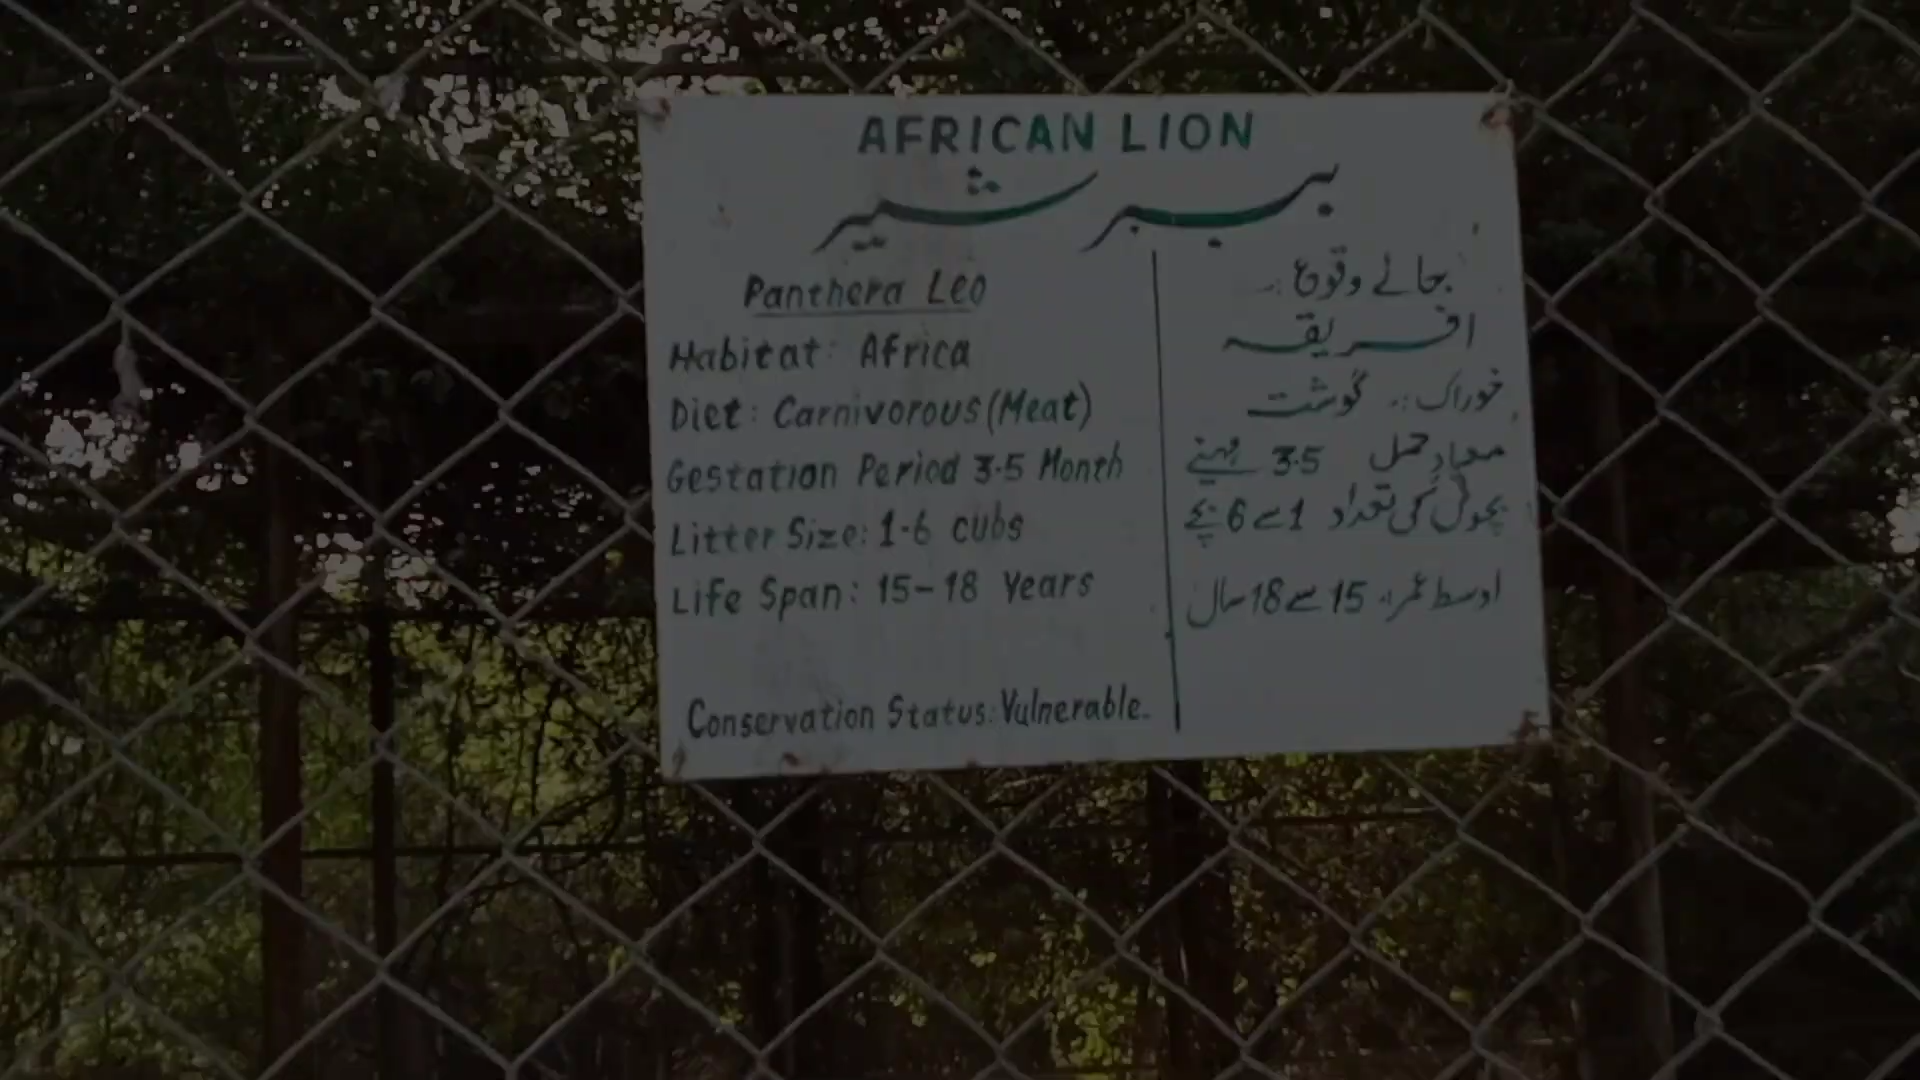 AFRICAN LION
ببر شیر
Panthera Leo
Habitat: Africa
Diet: Carnivorous (Meat)
Gestation Period 3.5 Month
Litter Size: 1-6 cubs
Life Span: 15-18 Years
Conservation Status: Vulnerable.
جائے وقوع :۔
افریقہ
خوراک :۔ گوشت
معیادِ حمل 3.5 مہینے
بچوں کی تعداد 1 سے 6 بچے
اوسط عمر :۔ 15 سے 18 سال